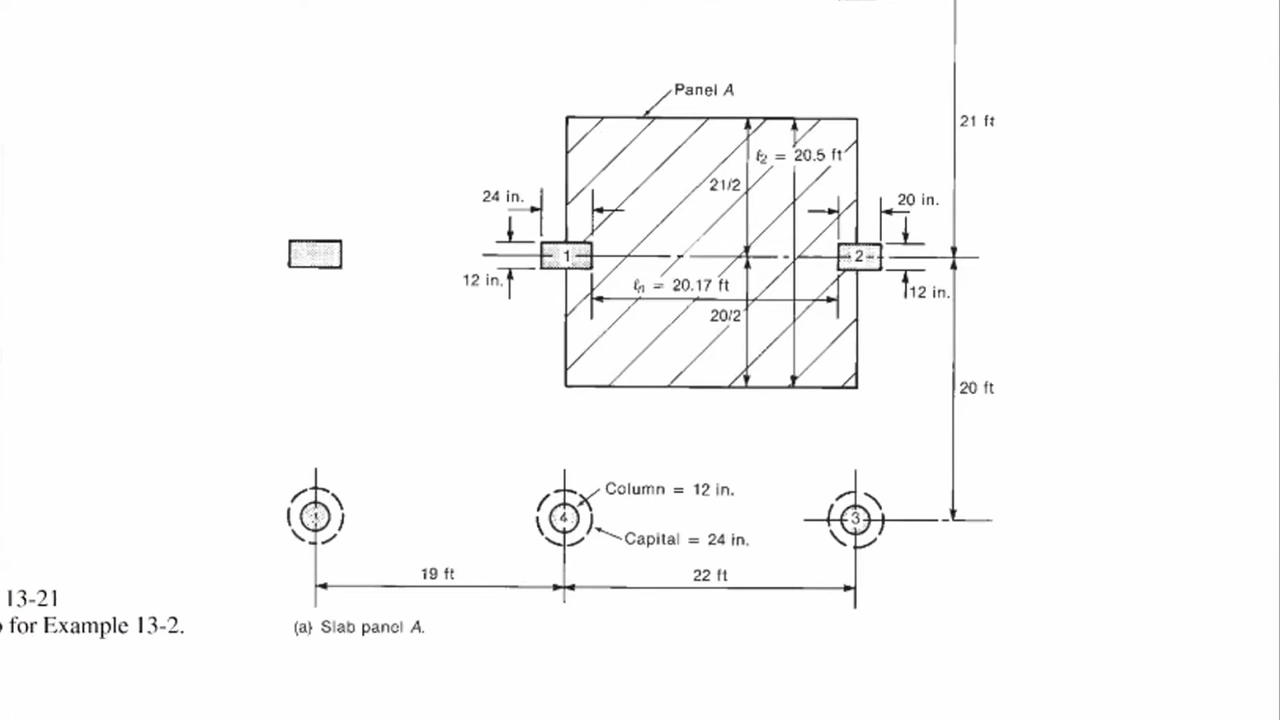 Panel A
21 ft
ℓ2 = 20.5 ft
21/2
24 in.
20 in.
1
2
12 in.
ℓn = 20.17 ft
12 in.
20/2
20 ft
Column = 12 in.
4
3
Capital = 24 in.
19 ft
22 ft
13-21
for Example 13-2.
(a) Slab panel A.